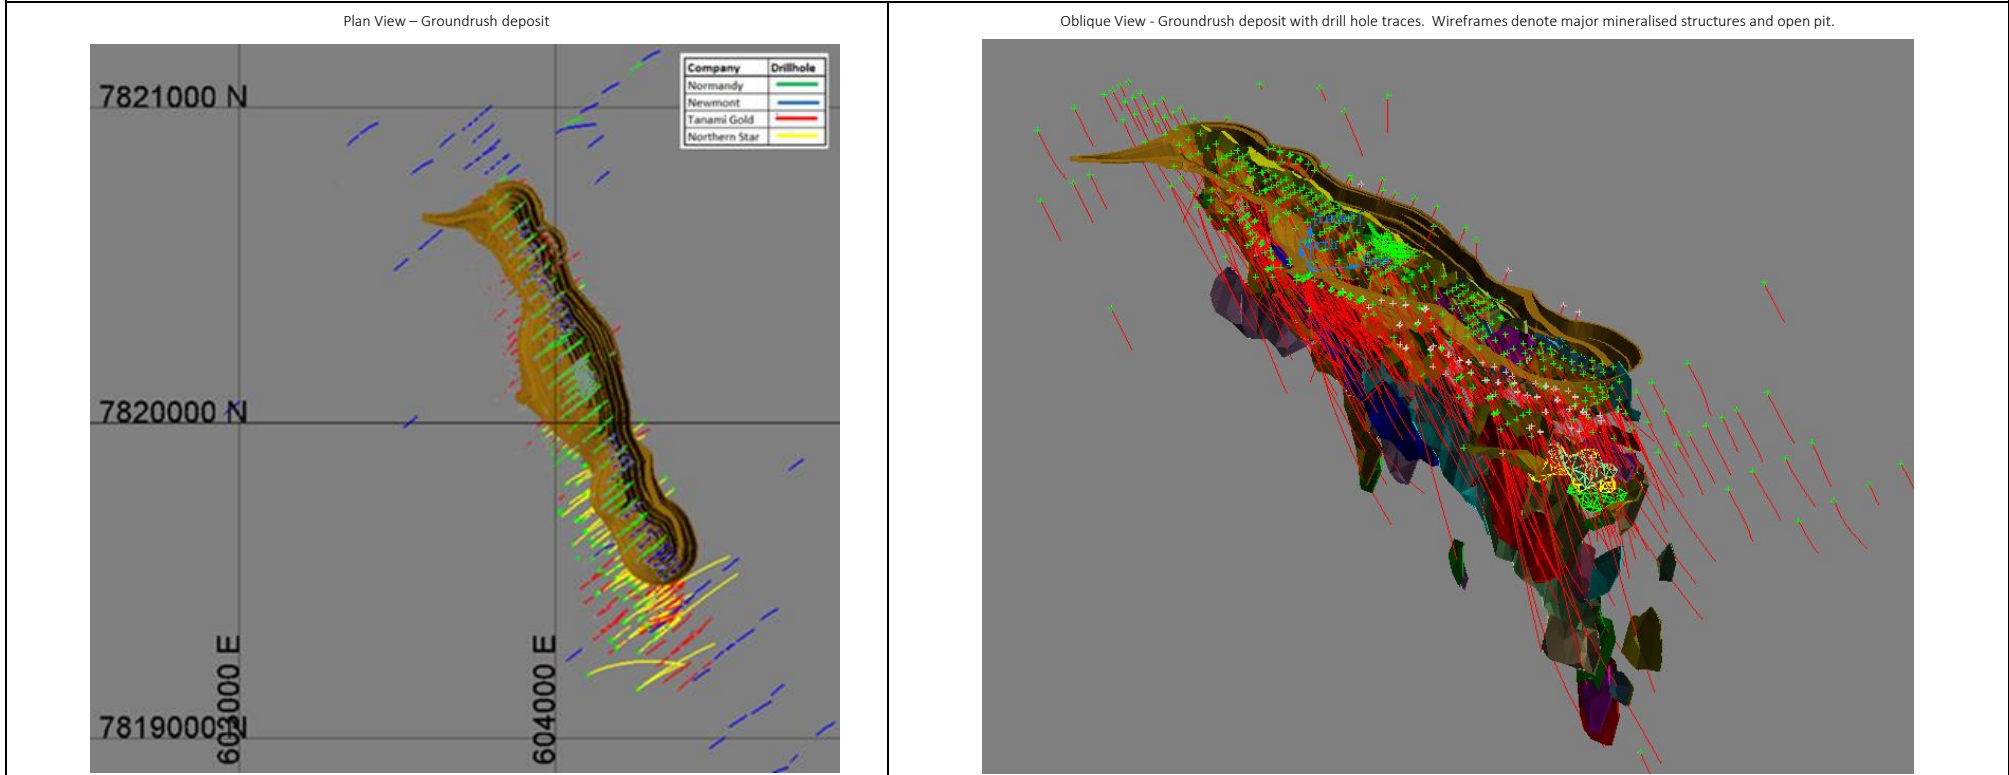 Plan View – Groundrush deposit
Oblique View - Groundrush deposit with drill hole traces. Wireframes denote major mineralised structures and open pit.
Company Drillhole
Normandy
Newmont
Tanami Gold
Northern Star
7821000 N
7820000 N
7819000 N
603000 E
604000 E